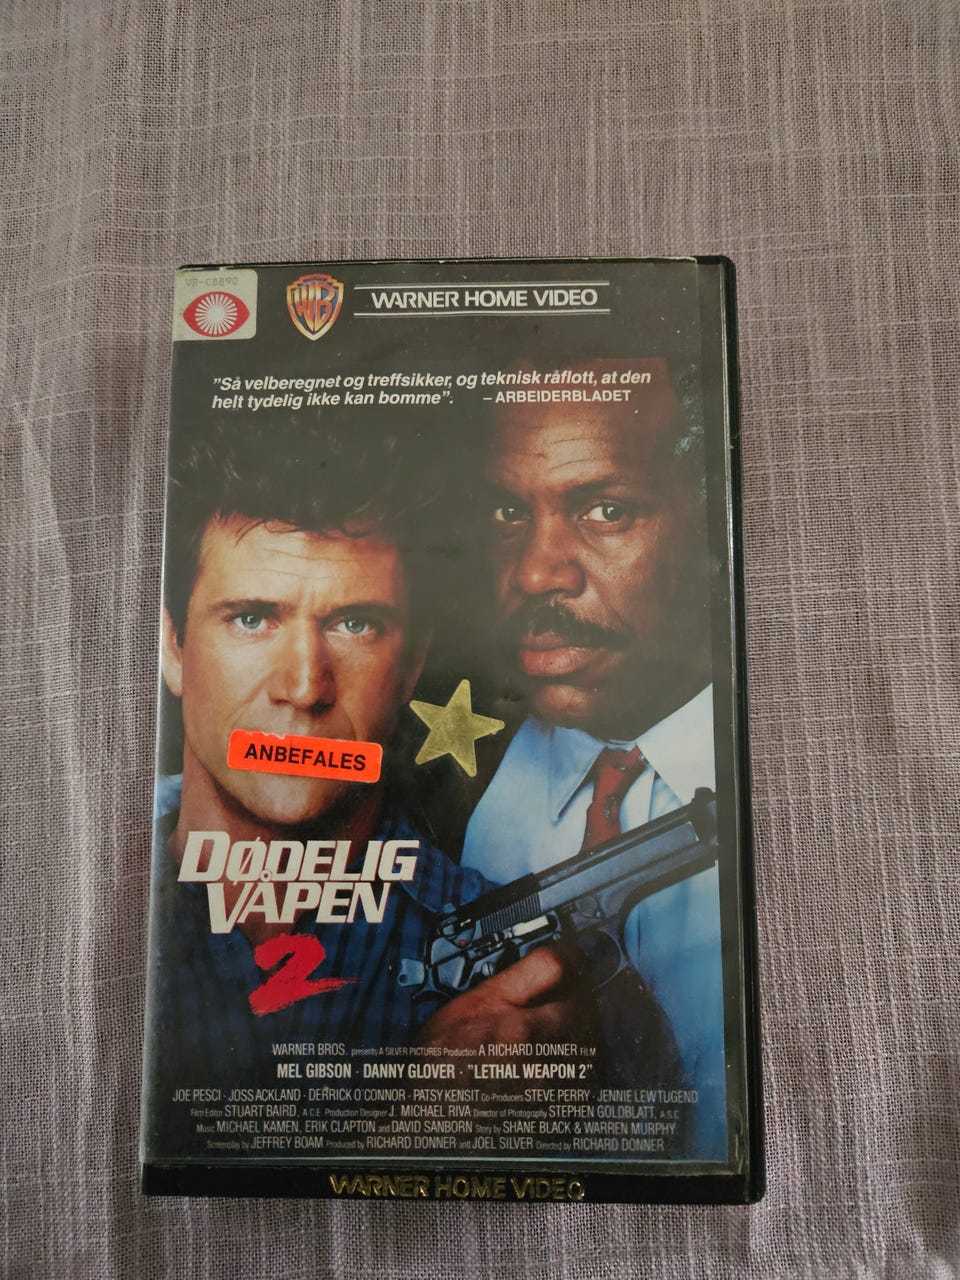 VR-C8890
WB
WARNER HOME VIDEO
"Så velberegnet og treffsikker, og teknisk råflott, at den
helt tydelig ikke kan bomme". – ARBEIDERBLADET
ANBEFALES
DØDELIG
VÅPEN
2
WARNER BROS. presents A SILVER PICTURES Production A RICHARD DONNER FILM
MEL GIBSON · DANNY GLOVER · "LETHAL WEAPON 2"
JOE PESCI · JOSS ACKLAND · DERRICK O'CONNOR · PATSY KENSIT Co-Producers STEVE PERRY · JENNIE LEW TUGEND
Film Editor STUART BAIRD, A.C.E. Production Designer J. MICHAEL RIVA Director of Photography STEPHEN GOLDBLATT, A.S.C.
Music MICHAEL KAMEN, ERIK CLAPTON and DAVID SANBORN Story by SHANE BLACK & WARREN MURPHY
Screenplay by JEFFREY BOAM Produced by RICHARD DONNER and JOEL SILVER Directed by RICHARD DONNER
WARNER HOME VIDEO